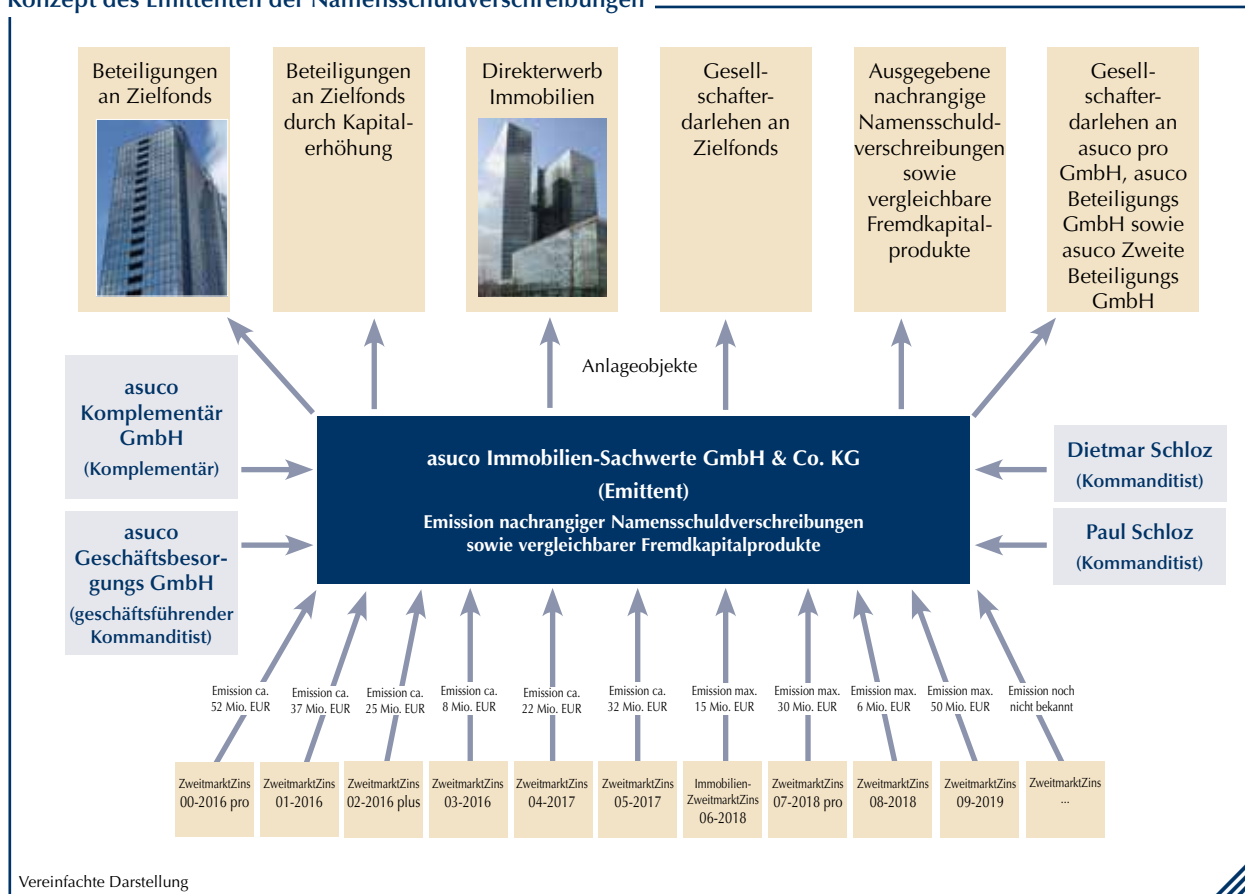 Konzept des Emittenten der Namensschuldverschreibungen
Beteiligungen
an Zielfonds
Beteiligungen
an Zielfonds
durch Kapital-
erhöhung
Direkterwerb
Immobilien
Gesell-
schafter-
darlehen an
Zielfonds
Ausgegebene
nachrangige
Namensschuld-
verschreibungen
sowie
vergleichbare
Fremdkapital-
produkte
Gesell-
schafter-
darlehen an
asuco pro
GmbH, asuco
Beteiligungs
GmbH sowie
asuco Zweite
Beteiligungs
GmbH
Anlageobjekte
asuco
Komplementär
GmbH
(Komplementär)
asuco
Geschäftsbesor-
gungs GmbH
(geschäftsführender
Kommanditist)
asuco Immobilien-Sachwerte GmbH & Co. KG
(Emittent)
Emission nachrangiger Namensschuldverschreibungen
sowie vergleichbarer Fremdkapitalprodukte
Dietmar Schloz
(Kommanditist)
Paul Schloz
(Kommanditist)
Emission ca.
52 Mio. EUR
Emission ca.
37 Mio. EUR
Emission ca.
25 Mio. EUR
Emission ca.
8 Mio. EUR
Emission ca.
22 Mio. EUR
Emission ca.
32 Mio. EUR
Emission max.
15 Mio. EUR
Emission max.
30 Mio. EUR
Emission max.
6 Mio. EUR
Emission max.
50 Mio. EUR
Emission noch
nicht bekannt
ZweitmarktZins
00-2016 pro
ZweitmarktZins
01-2016
ZweitmarktZins
02-2016 plus
ZweitmarktZins
03-2016
ZweitmarktZins
04-2017
ZweitmarktZins
05-2017
Immobilien-
ZweitmarktZins
06-2018
ZweitmarktZins
07-2018 pro
ZweitmarktZins
08-2018
ZweitmarktZins
09-2019
ZweitmarktZins
...
Vereinfachte Darstellung